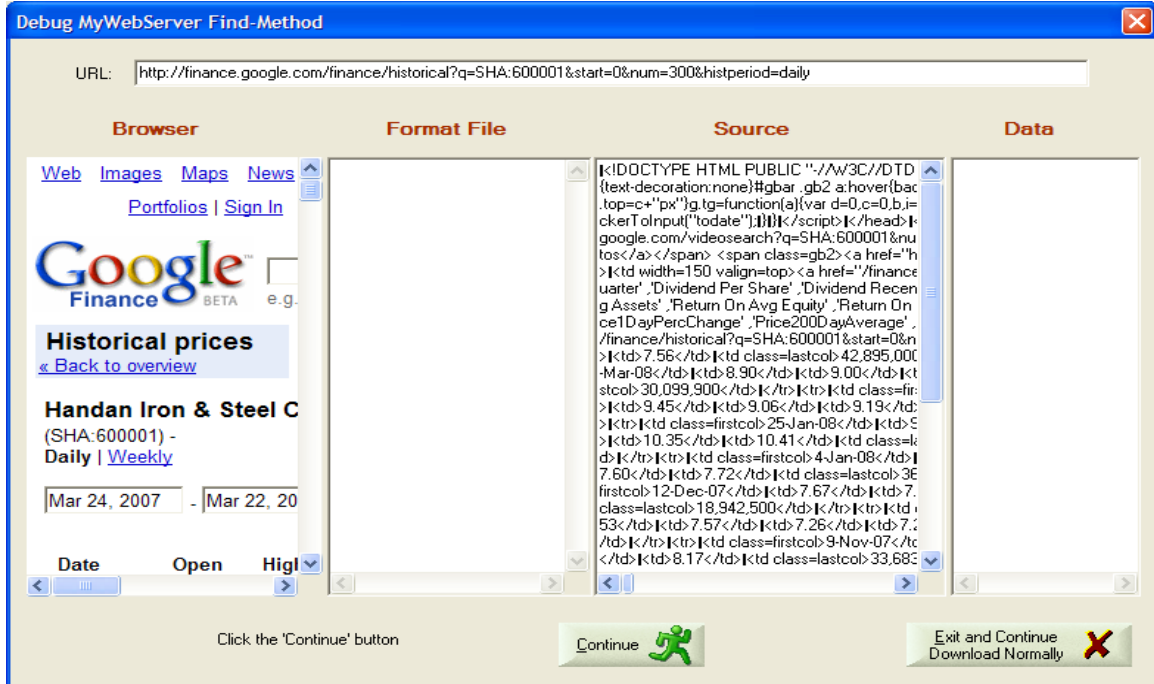 Debug MyWebServer Find-Method
URL: http://finance.google.com/finance/historical?q=SHA:600001&start=0&num=300&histperiod=daily
Browser Format File Source Data
Web Images Maps News
Portfolios | Sign In
Google™
Finance BETA e.g.
Historical prices
« Back to overview
Handan Iron & Steel C
(SHA:600001) -
Daily | Weekly
Mar 24, 2007 - Mar 22, 20
Date Open High
|<!DOCTYPE HTML PUBLIC "-//W3C//DTD
{text-decoration:none}#gbar .gb2 a:hover{bac
.top=c+"px"}g.tg=function(a){var d=0,c=0,b,i=
ckerToInput("todate");|}|}|</script>|</head>|<
google.com/videosearch?q=SHA:600001&nu
tos</a></span> <span class=gb2><a href="h
>|<td width=150 valign=top><a href="/finance
uarter' ,'Dividend Per Share' ,'Dividend Recen
g Assets' ,'Return On Avg Equity' ,'Return On
ce1DayPercChange' ,'Price200DayAverage' ,
/finance/historical?q=SHA:600001&start=0&n
>|<td>7.56</td>|<td class=lastcol>42,895,000
-Mar-08</td>|<td>8.90</td>|<td>9.00</td>|<t
stcol>30,099,900</td>|</tr>|<tr>|<td class=fir
>|<td>9.45</td>|<td>9.06</td>|<td>9.19</td>
>|<tr>|<td class=firstcol>25-Jan-08</td>|<td>9
>|<td>10.35</td>|<td>10.41</td>|<td class=la
d>|</tr>|<tr>|<td class=firstcol>4-Jan-08</td>|
7.60</td>|<td>7.72</td>|<td class=lastcol>36
firstcol>12-Dec-07</td>|<td>7.67</td>|<td>7.
class=lastcol>18,942,500</td>|</tr>|<tr>|<td
53</td>|<td>7.57</td>|<td>7.26</td>|<td>7.2
/td>|</tr>|<tr>|<td class=firstcol>9-Nov-07</td
</td>|<td>8.17</td>|<td class=lastcol>33,683
Click the 'Continue' button
Continue
Exit and Continue
Download Normally